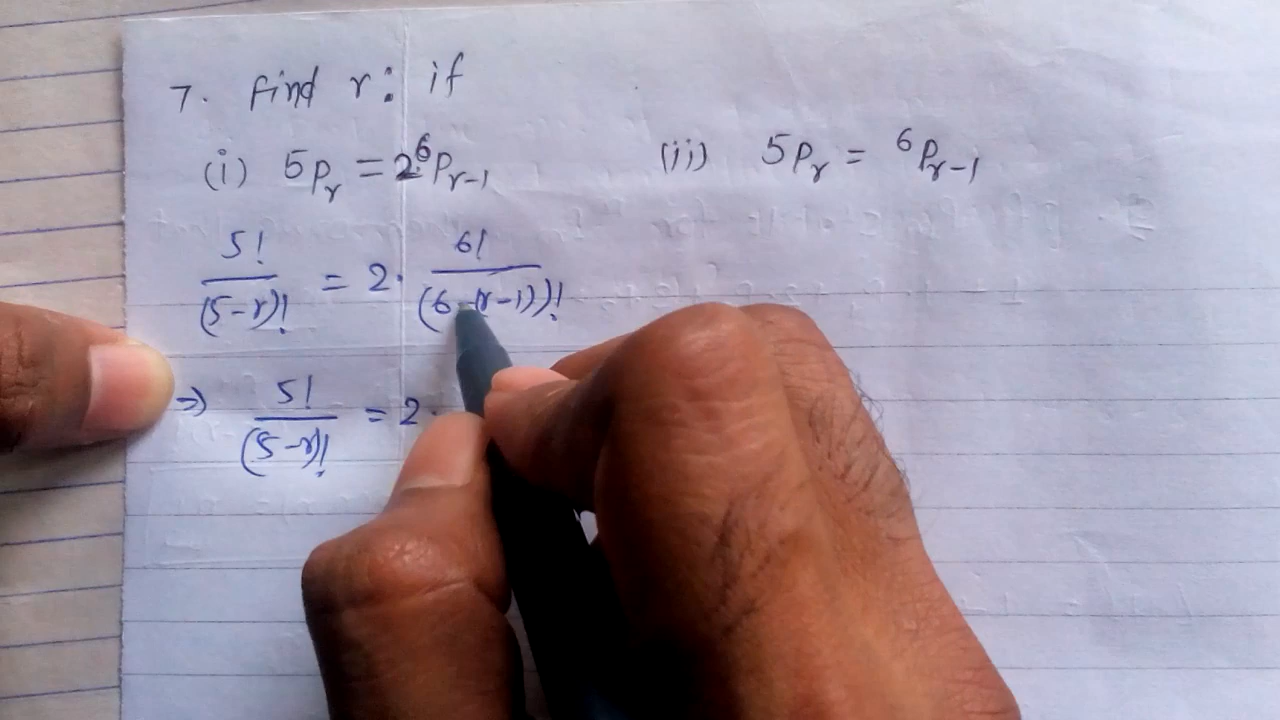 7. Find r: if
(i) 5Pr = 2 6Pr-1 (ii) 5Pr = 6Pr-1
5!/(5-r)! = 2. 6!/(6-(r-1))!
⇒ 5!/(5-r)! = 2.